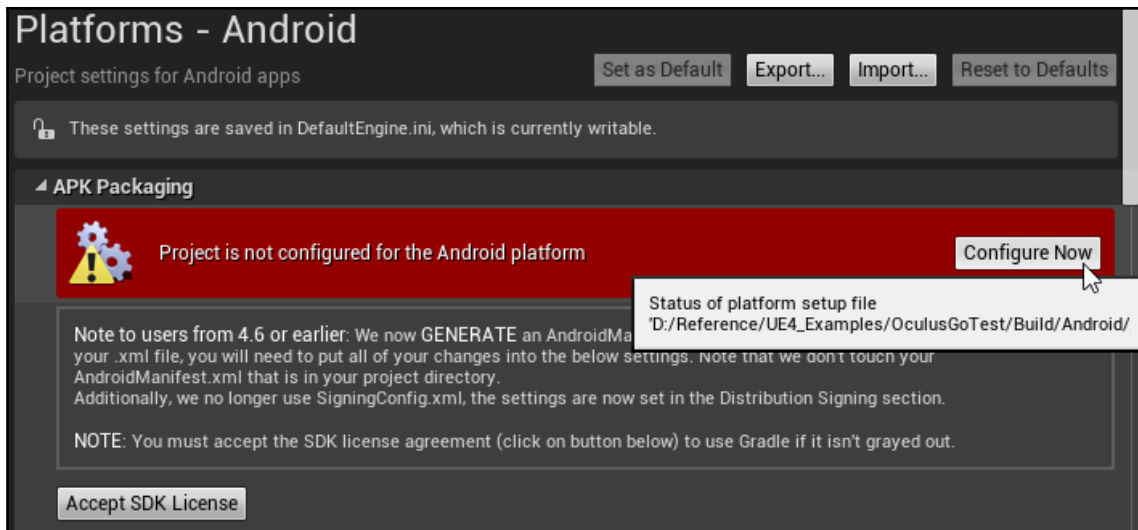 Platforms - Android
Project settings for Android apps
Set as Default
Export...
Import...
Reset to Defaults
These settings are saved in DefaultEngine.ini, which is currently writable.
APK Packaging
Project is not configured for the Android platform
Configure Now
Status of platform setup file
'D:/Reference/UE4_Examples/OculusGoTest/Build/Android/
Note to users from 4.6 or earlier: We now GENERATE an AndroidMa
your .xml file, you will need to put all of your changes into the below settings. Note that we don't touch your
AndroidManifest.xml that is in your project directory.
Additionally, we no longer use SigningConfig.xml, the settings are now set in the Distribution Signing section.
NOTE: You must accept the SDK license agreement (click on button below) to use Gradle if it isn't grayed out.
Accept SDK License